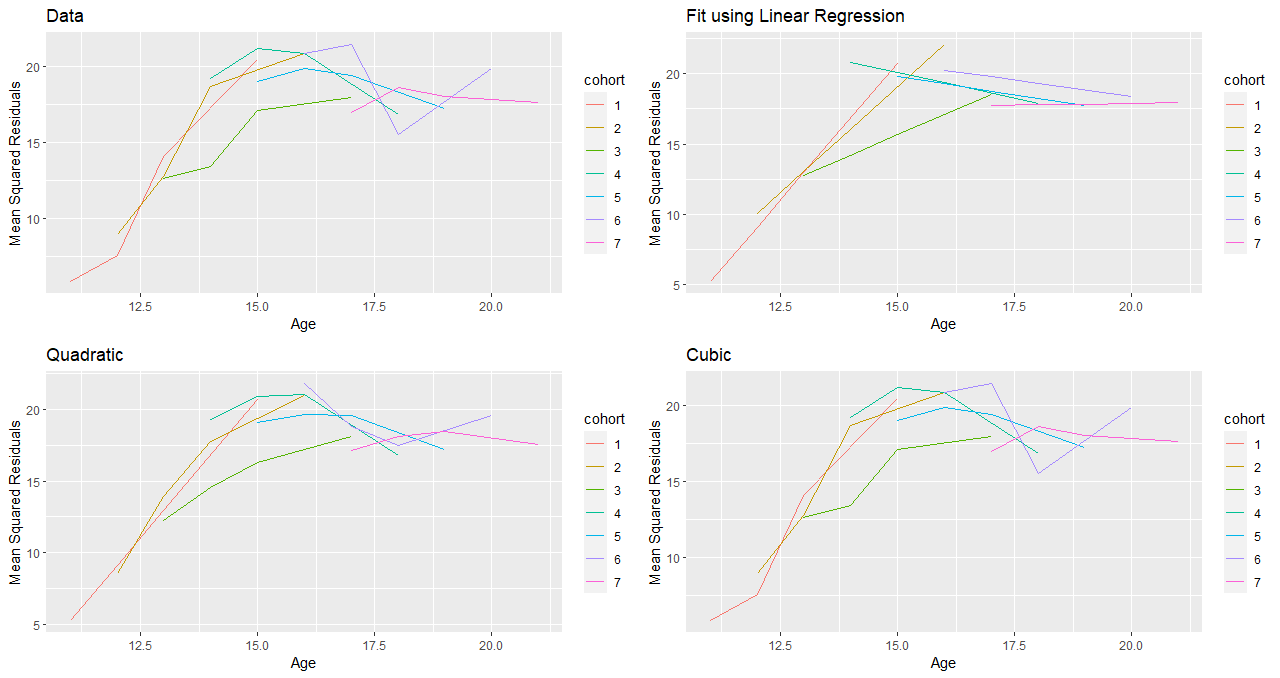 Data
Mean Squared Residuals
20
15
10
12.5 15.0 17.5 20.0
Age
cohort
1
2
3
4
5
6
7
Fit using Linear Regression
Mean Squared Residuals
20
15
10
5
12.5 15.0 17.5 20.0
Age
cohort
1
2
3
4
5
6
7
Quadratic
Mean Squared Residuals
20
15
10
5
12.5 15.0 17.5 20.0
Age
cohort
1
2
3
4
5
6
7
Cubic
Mean Squared Residuals
20
15
10
12.5 15.0 17.5 20.0
Age
cohort
1
2
3
4
5
6
7